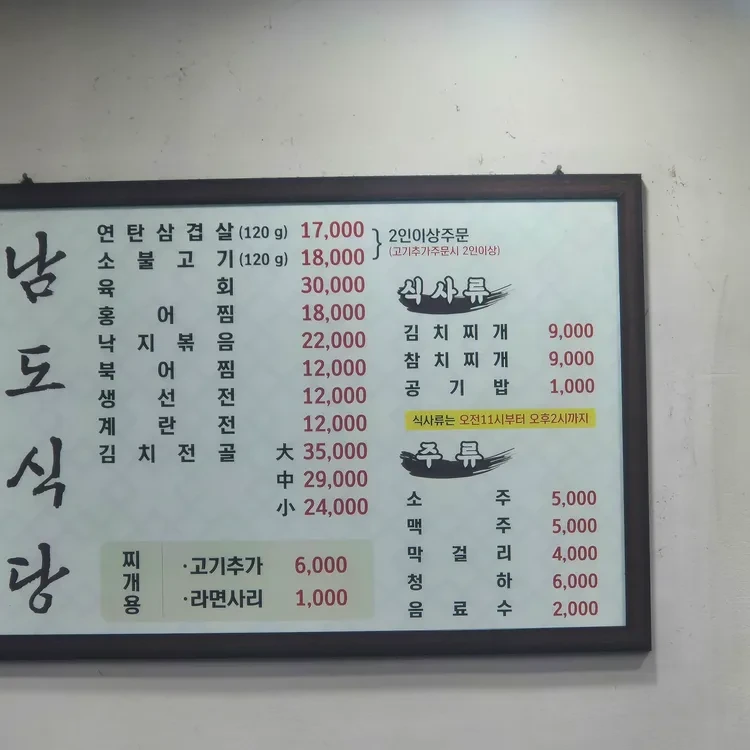 남도식당
연탄삼겹살(120 g) 17,000
소불고기(120 g) 18,000
2인이상주문
(고기추가주문시 2인이상)
육회 30,000
홍어찜 18,000
낙지볶음 22,000
북어찜 12,000
생선전 12,000
계란전 12,000
김치전골 大 35,000
中 29,000
小 24,000
찌개용
·고기추가 6,000
·라면사리 1,000
식사류
김치찌개 9,000
참치찌개 9,000
공기밥 1,000
식사류는 오전11시부터 오후2시까지
주류
소주 5,000
맥주 5,000
막걸리 4,000
청하 6,000
음료수 2,000